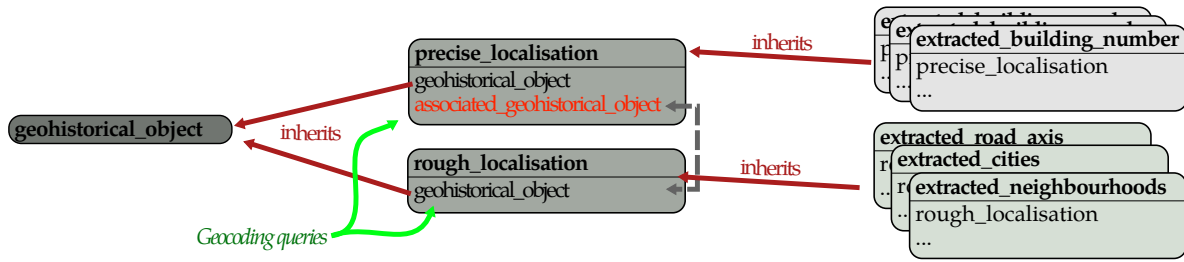 geohistorical_object
inherits
Geocoding queries
precise_localisation
geohistorical_object
associated_geohistorical_object
rough_localisation
geohistorical_object
inherits
inherits
extracted_building_number
precise_localisation
...
extracted_road_axis
extracted_cities
extracted_neighbourhoods
rough_localisation
...